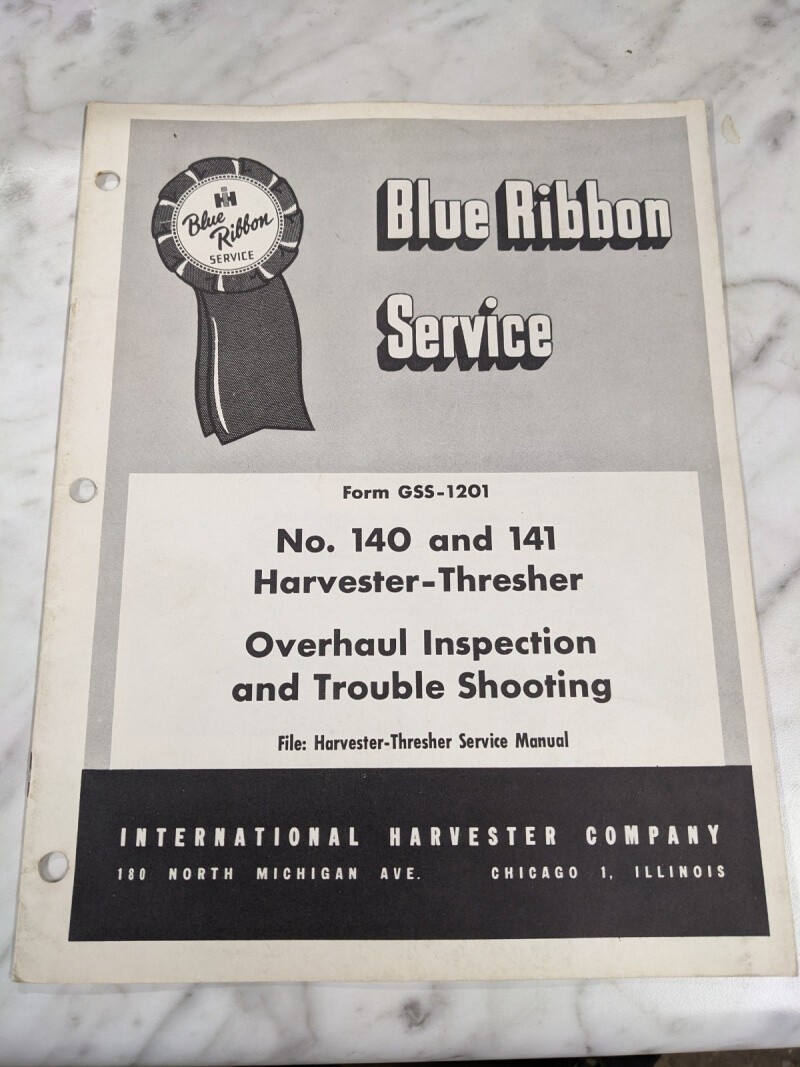 IH
Blue
Ribbon
SERVICE
Blue Ribbon
Service
Form GSS-1201
No. 140 and 141
Harvester-Thresher
Overhaul Inspection
and Trouble Shooting
File: Harvester-Thresher Service Manual
INTERNATIONAL HARVESTER COMPANY
180 NORTH MICHIGAN AVE. CHICAGO 1, ILLINOIS